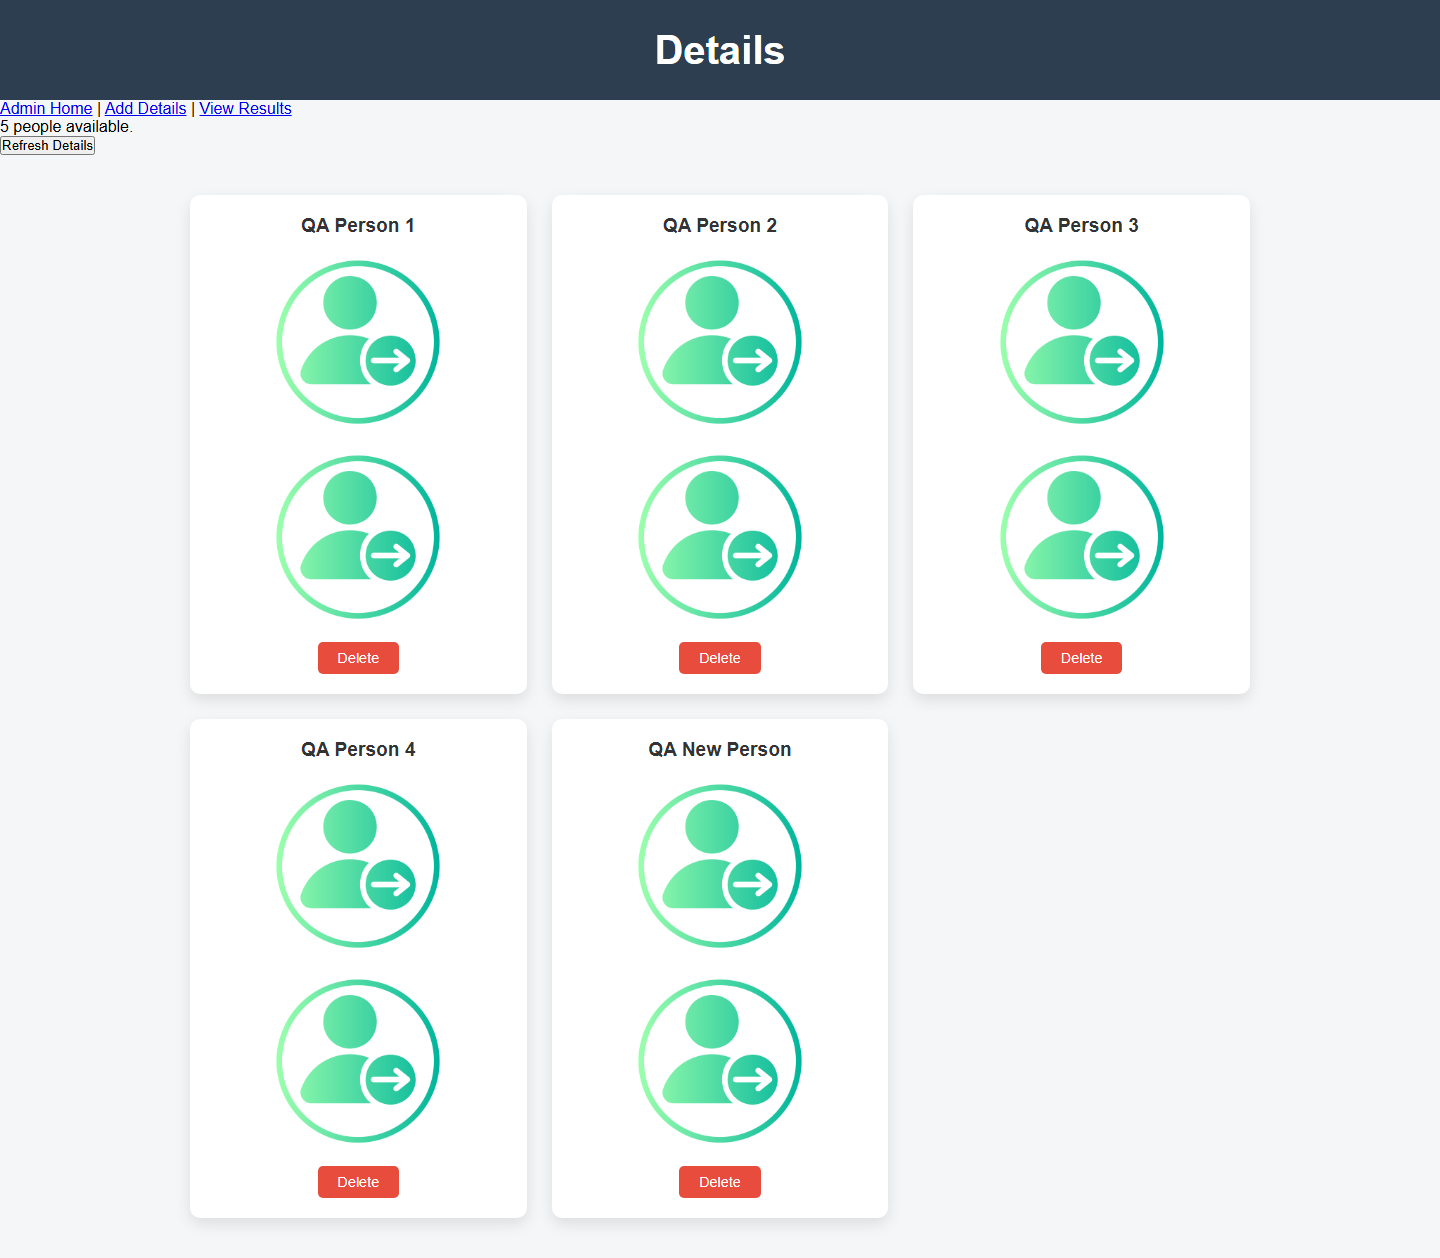 Details
Admin Home | Add Details | View Results
5 people available.
Refresh Details
QA Person 1
QA Person 2
QA Person 3
Delete
Delete
Delete
QA Person 4
QA New Person
Delete
Delete